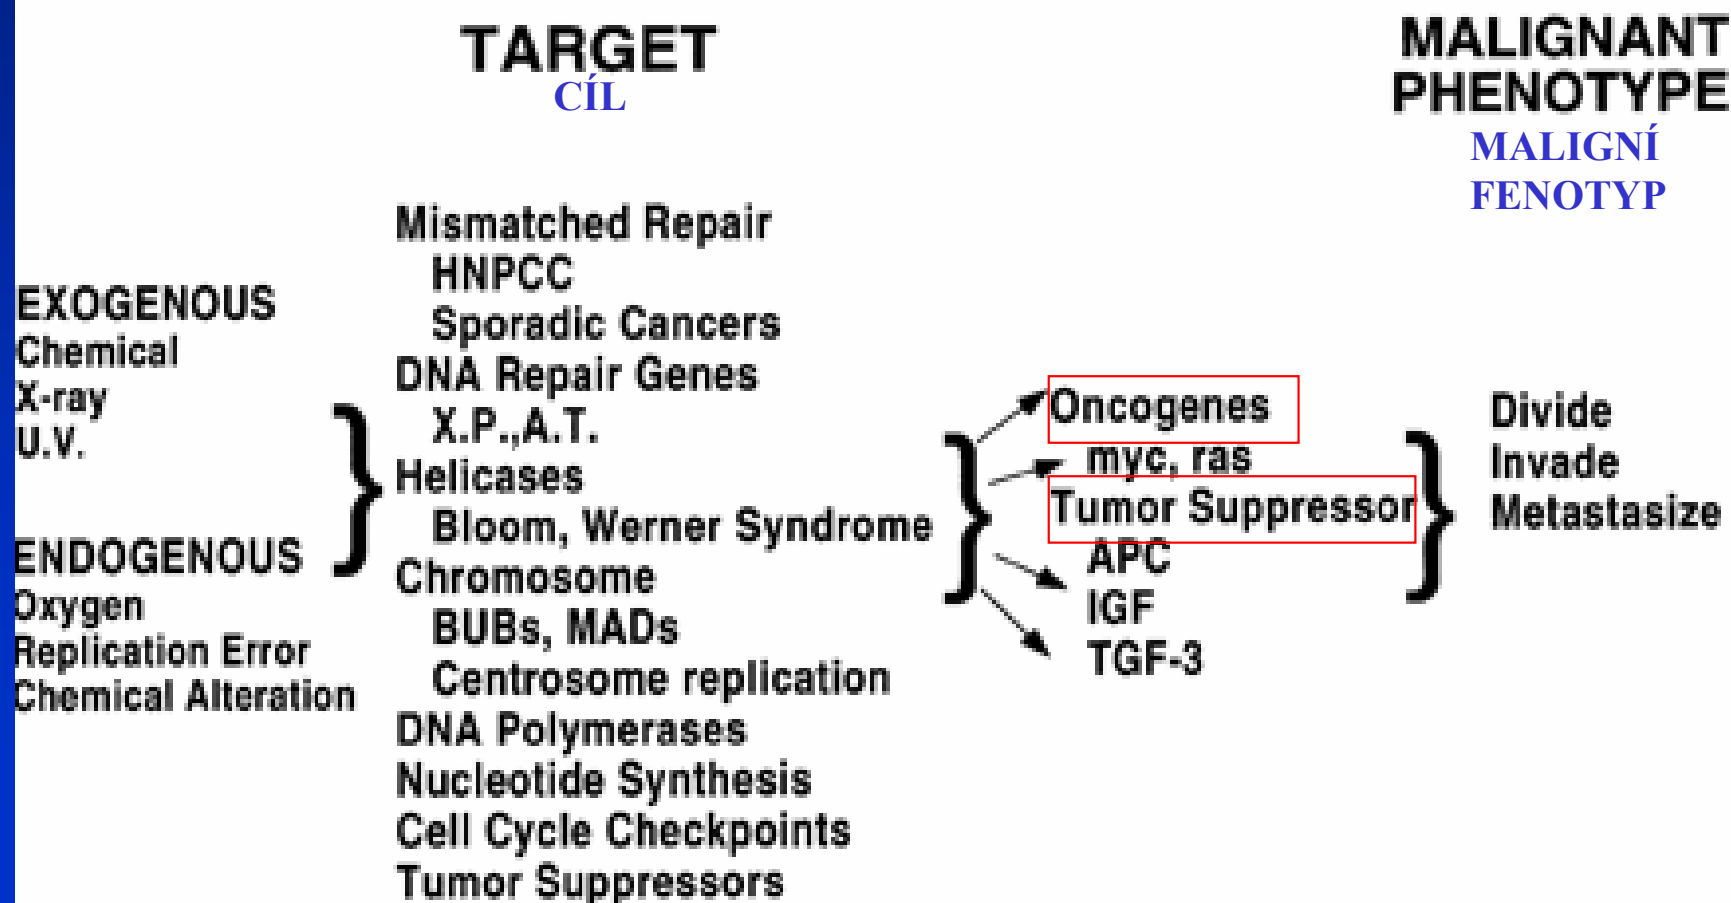 TARGET
CÍL
MALIGNANT
PHENOTYPE
MALIGNÍ
FENOTYP
EXOGENOUS
Chemical
X-ray
U.V.
ENDOGENOUS
Oxygen
Replication Error
Chemical Alteration
Mismatched Repair
HNPCC
Sporadic Cancers
DNA Repair Genes
X.P.,A.T.
Helicases
Bloom, Werner Syndrome
Chromosome
BUBs, MADs
Centrosome replication
DNA Polymerases
Nucleotide Synthesis
Cell Cycle Checkpoints
Tumor Suppressors
Oncogenes
myc, ras
Tumor Suppressor
APC
IGF
TGF-3
Divide
Invade
Metastasize